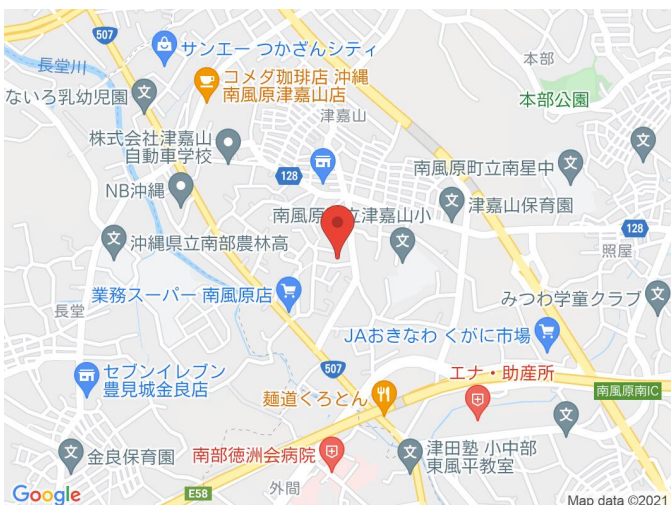 507
サンエー つかざんシティ
長堂川
コメダ珈琲店 沖縄
南風原津嘉山店
ないろ乳幼児園
本部
本部公園
津嘉山
株式会社津嘉山
自動車学校
128
南風原町立南星中
NB沖縄
津嘉山保育園
南風原
立津嘉山小
128
沖縄県立南部農林高
照屋
業務スーパー 南風原店
みつわ学童クラブ
長堂
JAおきなわ くがに市場
507
エナ・助産所
セブンイレブン
豊見城金良店
南風原南IC
麺道くろとん
津田塾 小中部
東風平教室
南部徳洲会病院
金良保育園
外間
E58
Google
Map data ©2021